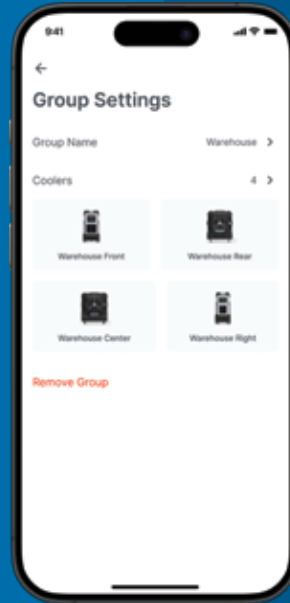 9:41
Group Settings
Group Name Warehouse
Coolers 4
Warehouse Front Warehouse Rear
Warehouse Center Warehouse Right
Remove Group